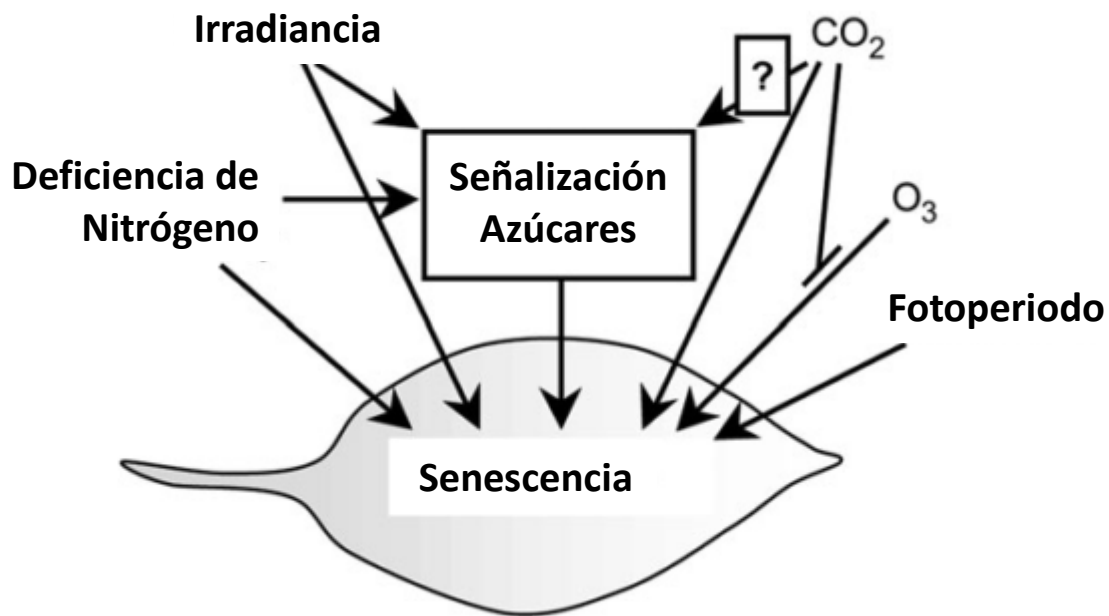 Irradiancia
CO₂
?
Deficiencia de
Nitrógeno
Señalización
Azúcares
O₃
Fotoperiodo
Senescencia